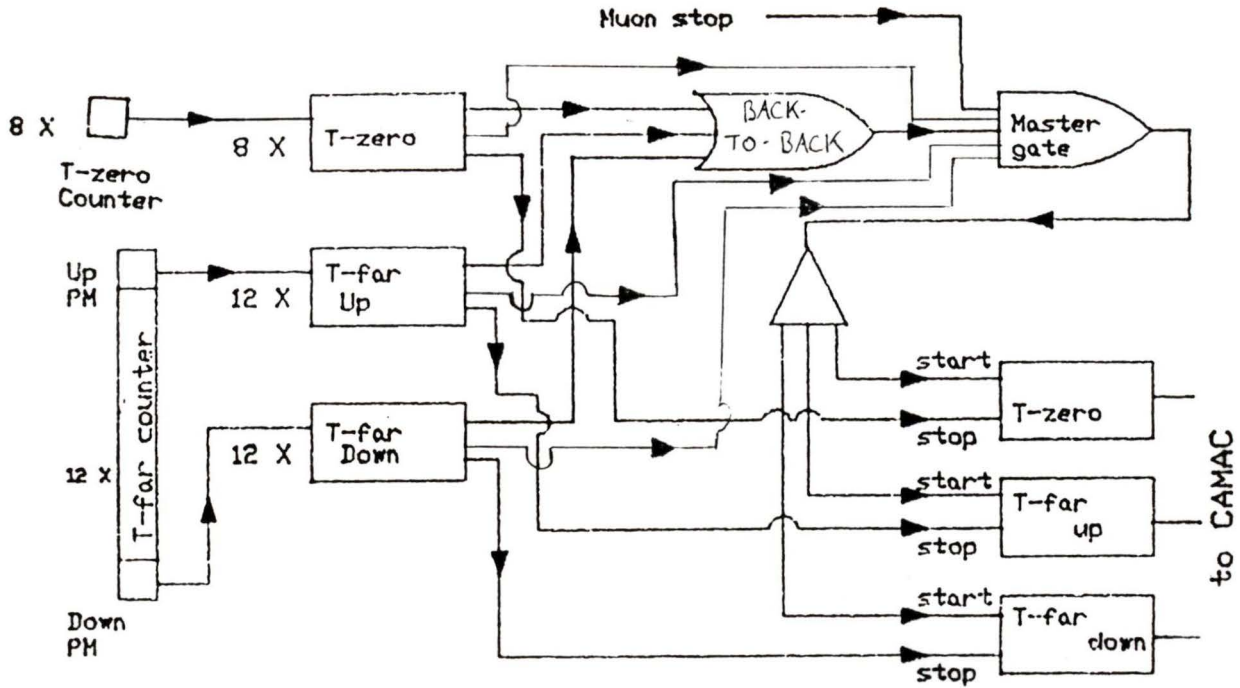 Muon stop
8 X
T-zero
Counter
8 X
T-zero
BACK-
TO-BACK
Master
gate
Up
PM
12 X
T-far
Up
T-far counter
12 X
12 X
T-far
Down
Down
PM
start
T-zero
stop
start
T-far
up
stop
start
T-far
down
stop
to CAMAC